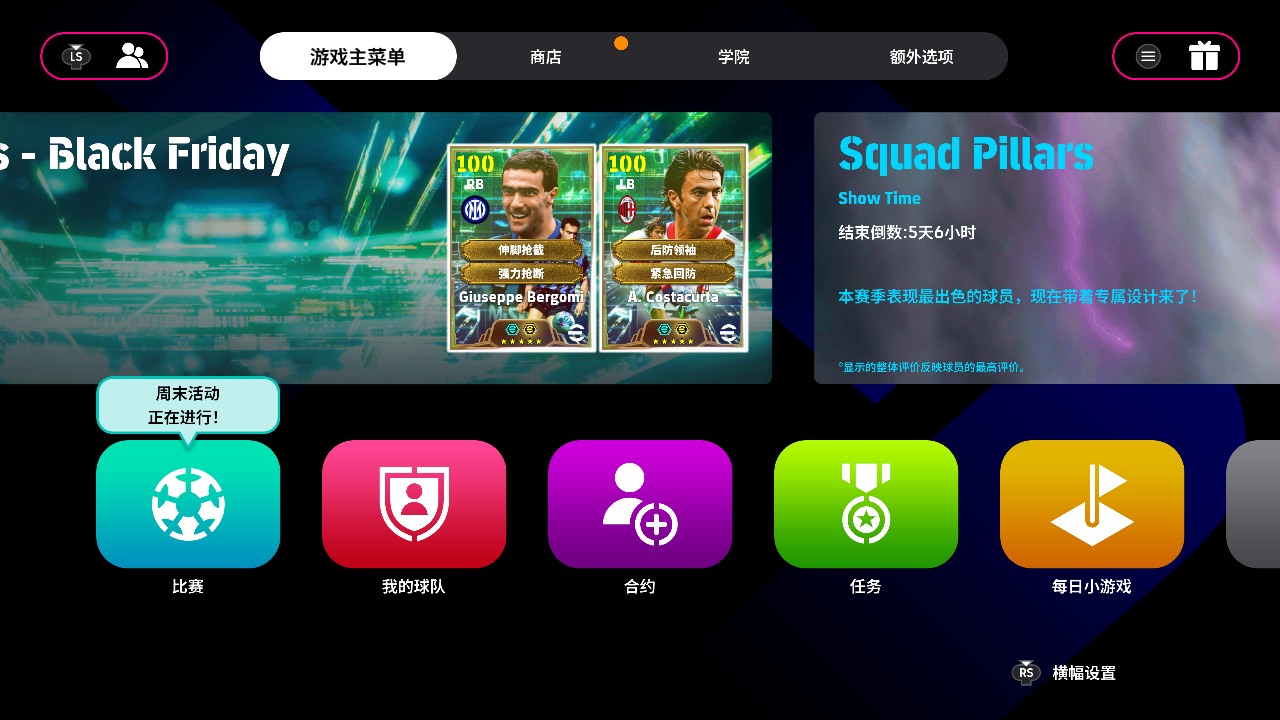 LS
游戏主菜单
商店
学院
额外选项
s - Black Friday
100
RB
伸脚抢截
强力抢断
Giuseppe Bergomi
100
LB
后防领袖
紧急回防
A. Costacurta
Squad Pillars
Show Time
结束倒数:5天6小时
本赛季表现最出色的球员，现在带着专属设计来了！
*显示的整体评价反映球员的最高评价。
周末活动
正在进行！
比赛
我的球队
合约
任务
每日小游戏
RS
横幅设置